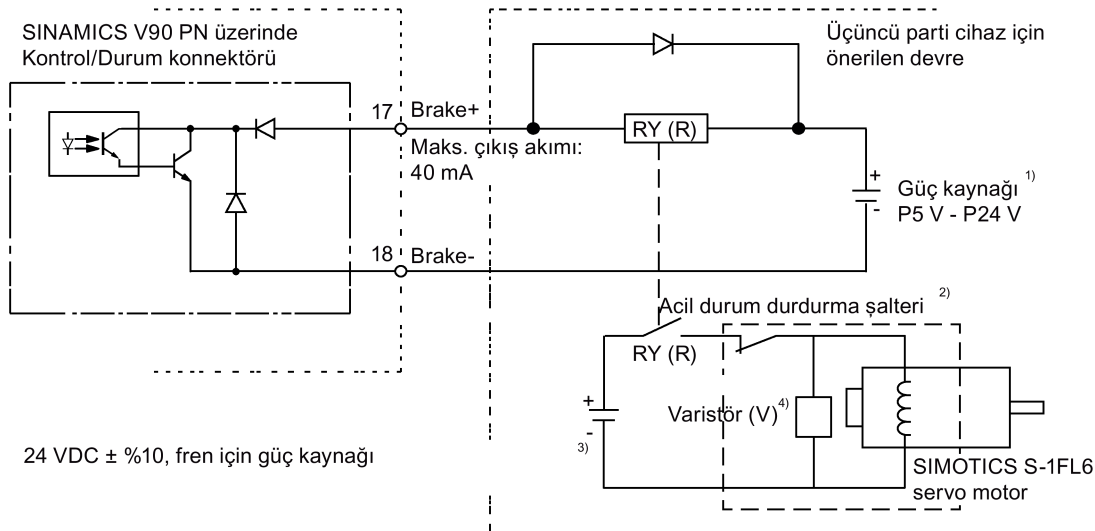 SINAMICS V90 PN üzerinde
Kontrol/Durum konnektörü
Üçüncü parti cihaz için
önerilen devre
17
Brake+
Maks. çıkış akımı:
40 mA
RY (R)
+
-
Güç kaynağı 1)
P5 V - P24 V
18
Brake-
Acil durum durdurma şalteri 2)
RY (R)
+
-
3)
Varistör (V)4)
24 VDC ± %10, fren için güç kaynağı
SIMOTICS S-1FL6
servo motor